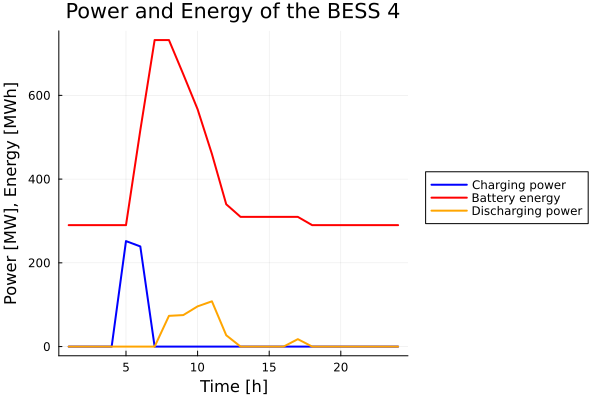 Power and Energy of the BESS 4
Power [MW], Energy [MWh]
600
400
200
0
5
10
15
20
Time [h]
Charging power
Battery energy
Discharging power